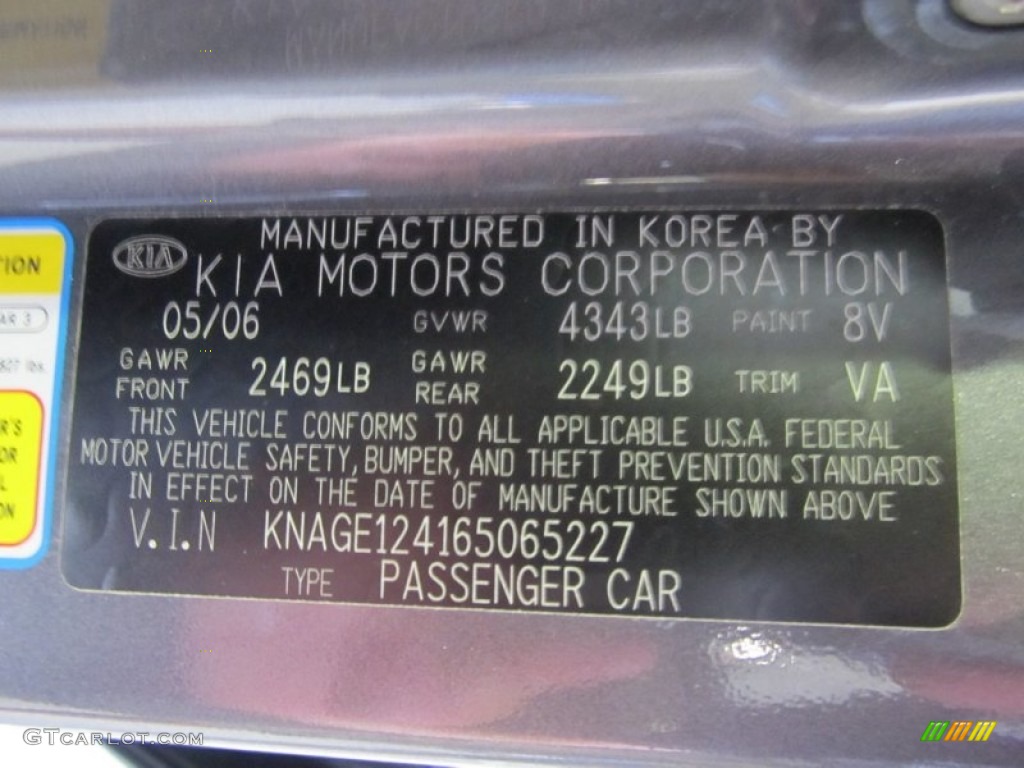 MANUFACTURED IN KOREA BY
KIA KIA MOTORS CORPORATION
05/06 GVWR 4343LB PAINT 8V
GAWR FRONT 2469LB GAWR REAR 2249LB TRIM VA
THIS VEHICLE CONFORMS TO ALL APPLICABLE U.S.A. FEDERAL
MOTOR VEHICLE SAFETY, BUMPER, AND THEFT PREVENTION STANDARDS
IN EFFECT ON THE DATE OF MANUFACTURE SHOWN ABOVE
V.I.N KNAGE124165065227
TYPE PASSENGER CAR
GTCARLOT.COM